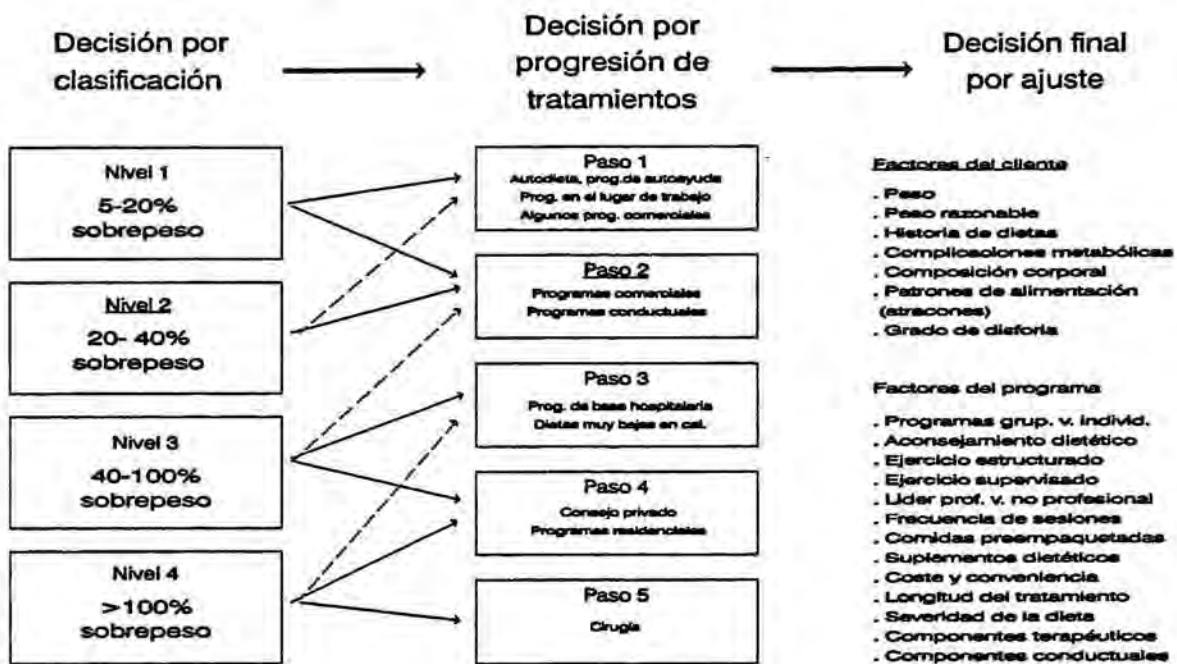 Decisión por
clasificación
Decisión por
progresión de
tratamientos
Decisión final
por ajuste
Nivel 1
5-20%
sobrepeso
Nivel 2
20- 40%
sobrepeso
Nivel 3
40-100%
sobrepeso
Nivel 4
>100%
sobrepeso
Paso 1
Autodieta, prog.de autoayuda
Prog. en el lugar de trabajo
Algunos prog. comerciales
Paso 2
Programas comerciales
Programas conductuales
Paso 3
Prog. de base hospitalaria
Dietas muy bajas en cal.
Paso 4
Consejo privado
Programas residenciales
Paso 5
Cirugía
Factores del cliente
. Peso
. Peso razonable
. Historia de dietas
. Complicaciones metabólicas
. Composición corporal
. Patrones de alimentación
(atracones)
. Grado de disforia
Factores del programa
. Programas grup. v. individ.
. Aconsejamiento dietético
. Ejercicio estructurado
. Ejercicio supervisado
. Lider prof. v. no profesional
. Frecuencia de sesiones
. Comidas preempaquetadas
. Suplementos dietéticos
. Coste y conveniencia
. Longitud del tratamiento
. Severidad de la dieta
. Componentes terapéuticos
. Componentes conductuales